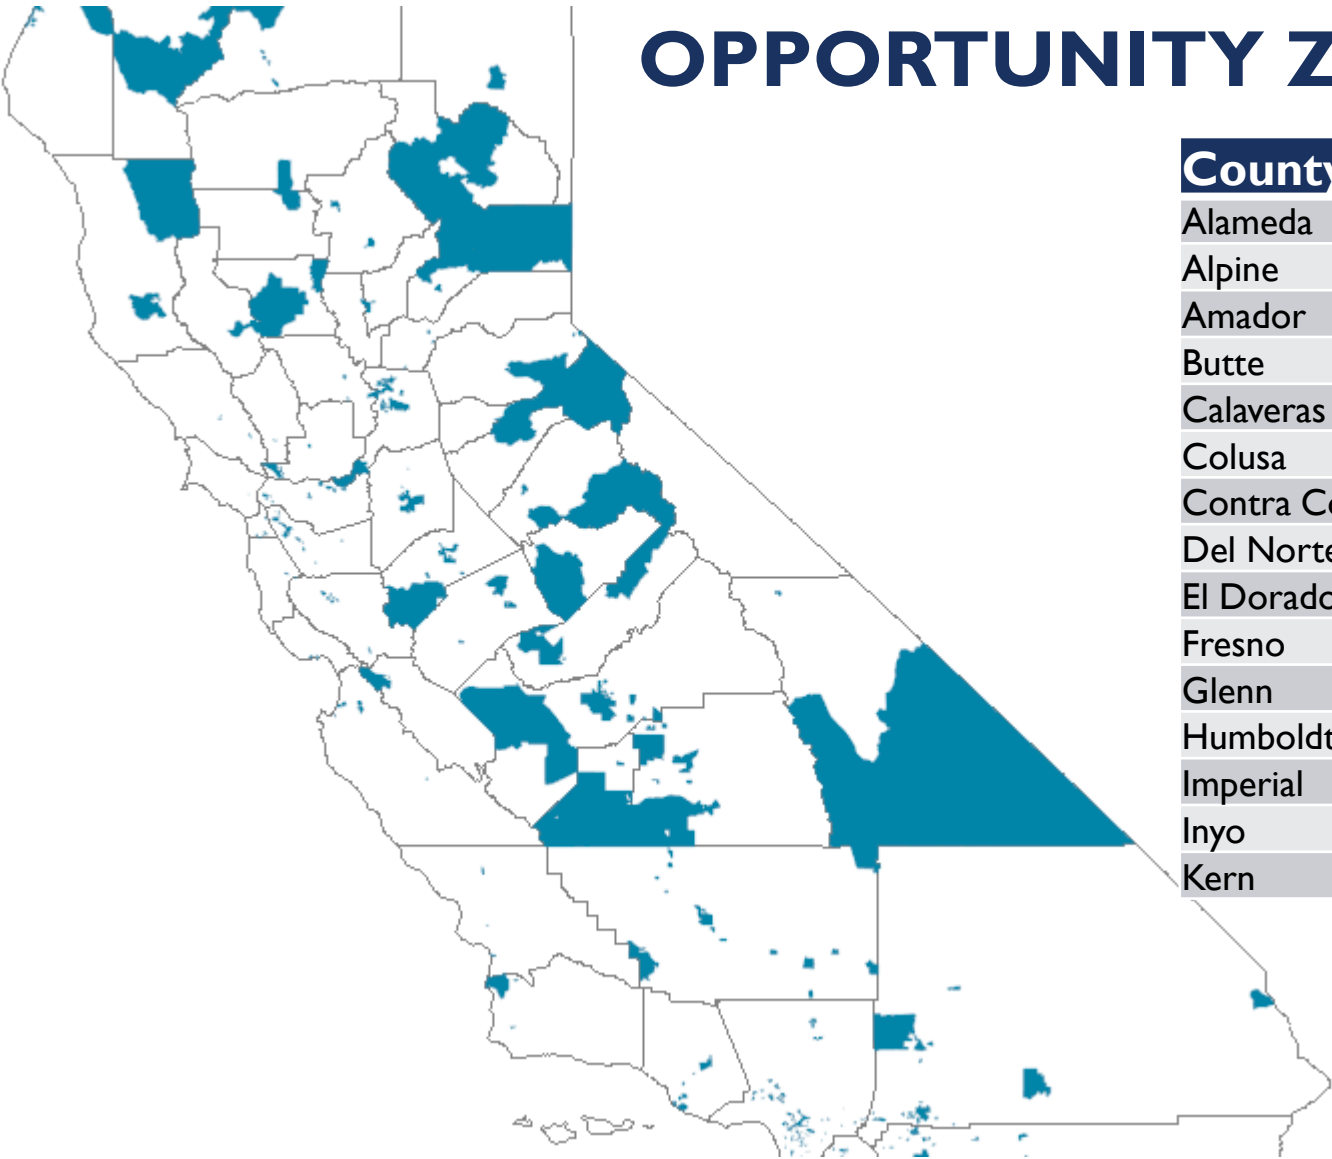 OPPORTUNITY Z
County
Alameda
Alpine
Amador
Butte
Calaveras
Colusa
Contra Co
Del Norte
El Dorado
Fresno
Glenn
Humboldt
Imperial
Inyo
Kern